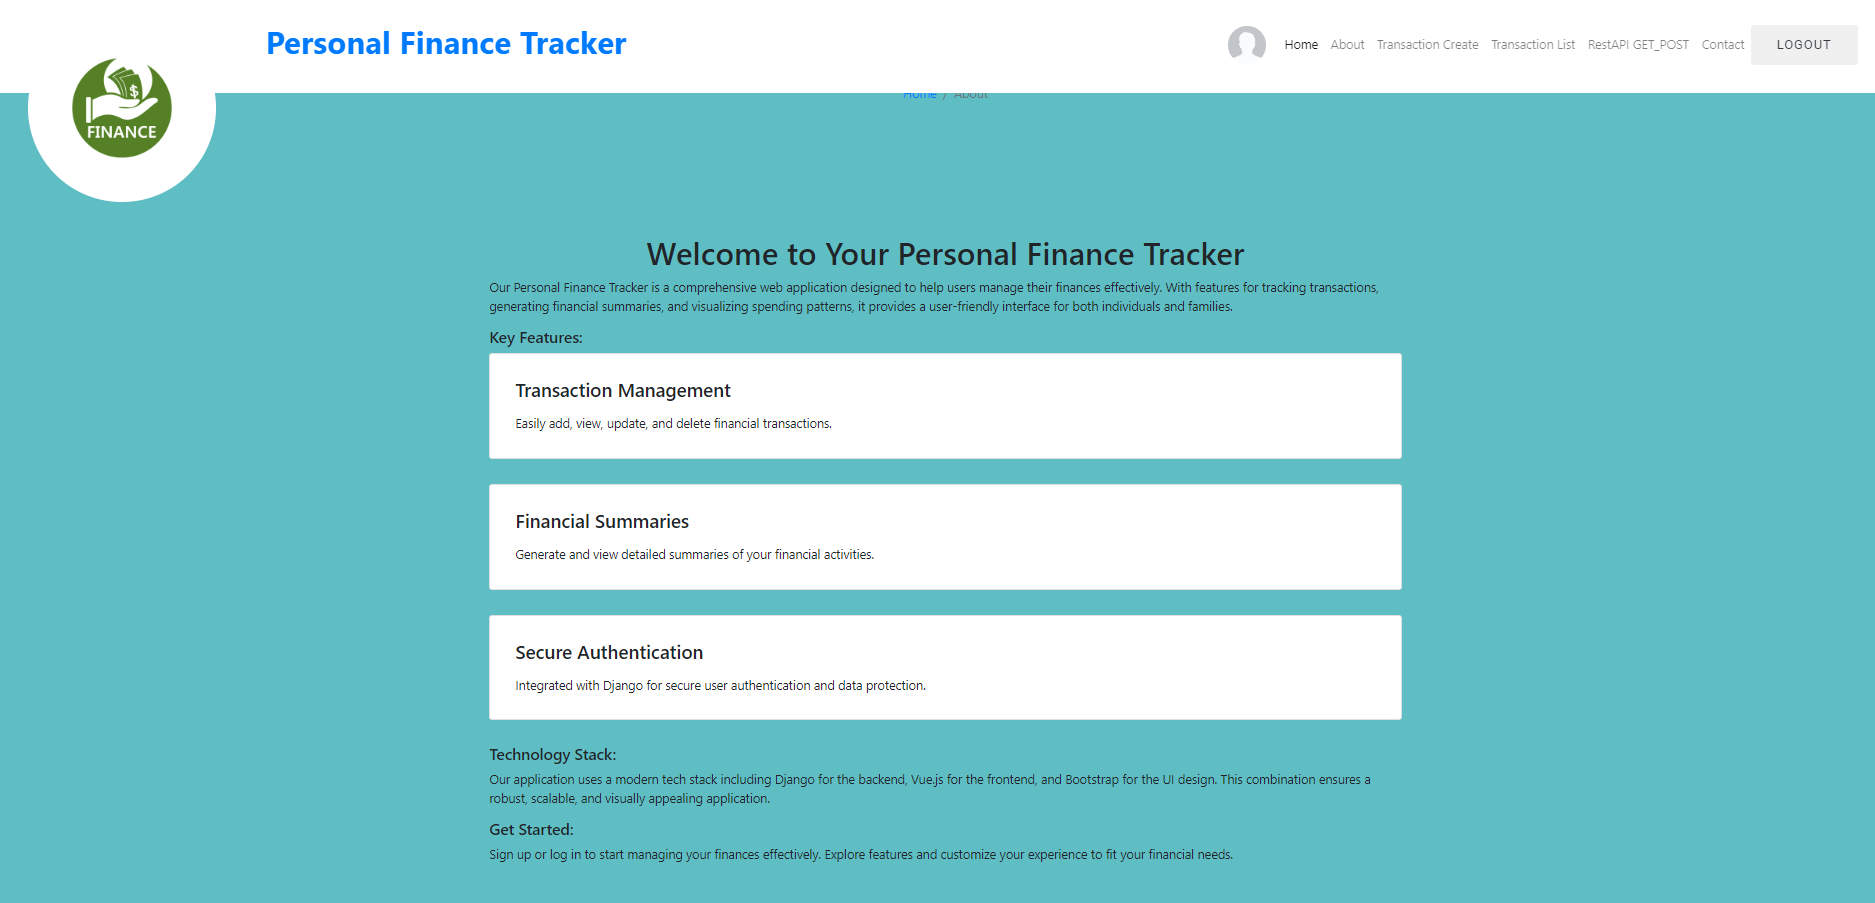 Personal Finance Tracker
Home About Transaction Create Transaction List RestAPI GET_POST Contact LOGOUT
$
FINANCE
Home / About
Welcome to Your Personal Finance Tracker
Our Personal Finance Tracker is a comprehensive web application designed to help users manage their finances effectively. With features for tracking transactions,
generating financial summaries, and visualizing spending patterns, it provides a user-friendly interface for both individuals and families.
Key Features:
Transaction Management
Easily add, view, update, and delete financial transactions.
Financial Summaries
Generate and view detailed summaries of your financial activities.
Secure Authentication
Integrated with Django for secure user authentication and data protection.
Technology Stack:
Our application uses a modern tech stack including Django for the backend, Vue.js for the frontend, and Bootstrap for the UI design. This combination ensures a
robust, scalable, and visually appealing application.
Get Started:
Sign up or log in to start managing your finances effectively. Explore features and customize your experience to fit your financial needs.